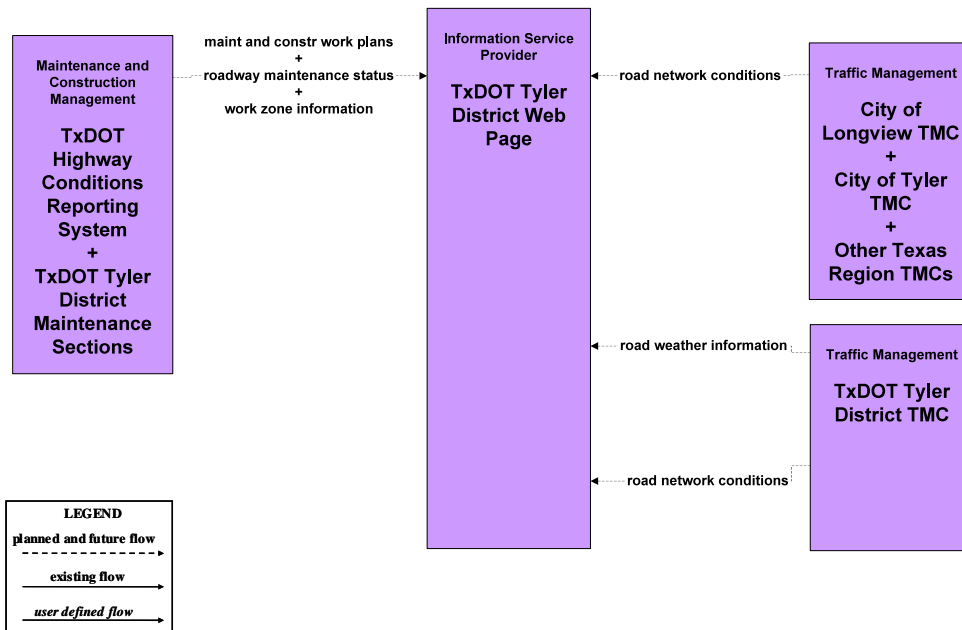 Maintenance and
Construction
Management
TxDOT
Highway
Conditions
Reporting
System
+
TxDOT Tyler
District
Maintenance
Sections
maint and constr work plans
+
roadway maintenance status
+
work zone information
Information Service
Provider
TxDOT Tyler
District Web
Page
road network conditions
Traffic Management
City of
Longview TMC
+
City of Tyler
TMC
+
Other Texas
Region TMCs
road weather information
Traffic Management
TxDOT Tyler
District TMC
road network conditions
LEGEND
planned and future flow
existing flow
user defined flow